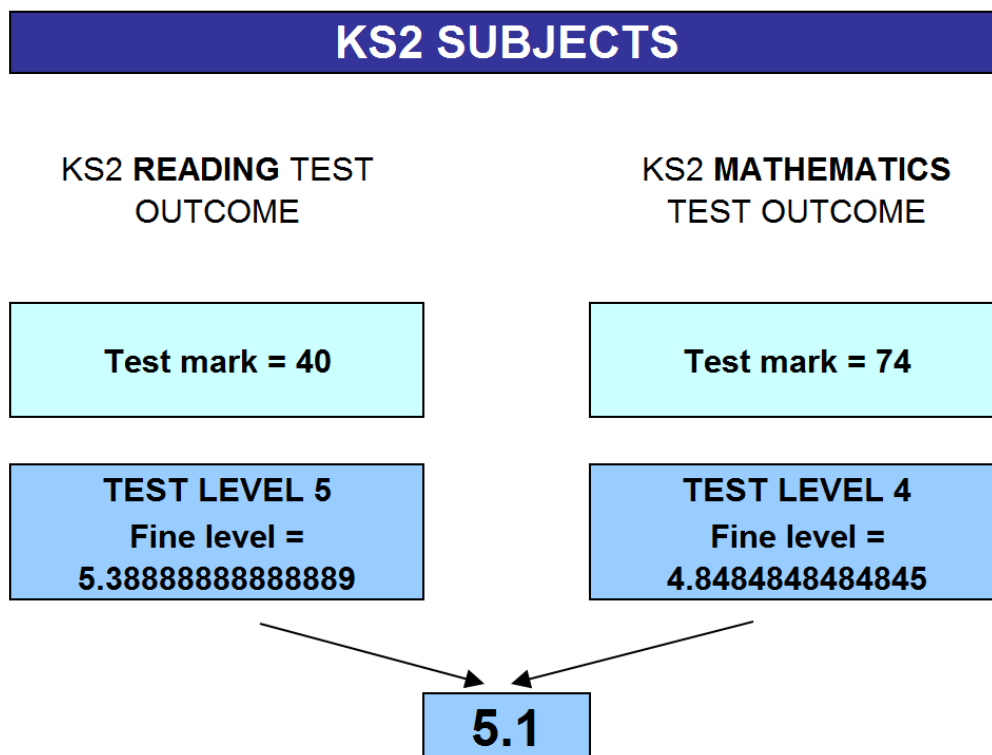 KS2 SUBJECTS
KS2 READING TEST
OUTCOME
KS2 MATHEMATICS
TEST OUTCOME
Test mark = 40
Test mark = 74
TEST LEVEL 5
Fine level =
5.38888888888889
TEST LEVEL 4
Fine level =
4.8484848484845
5.1